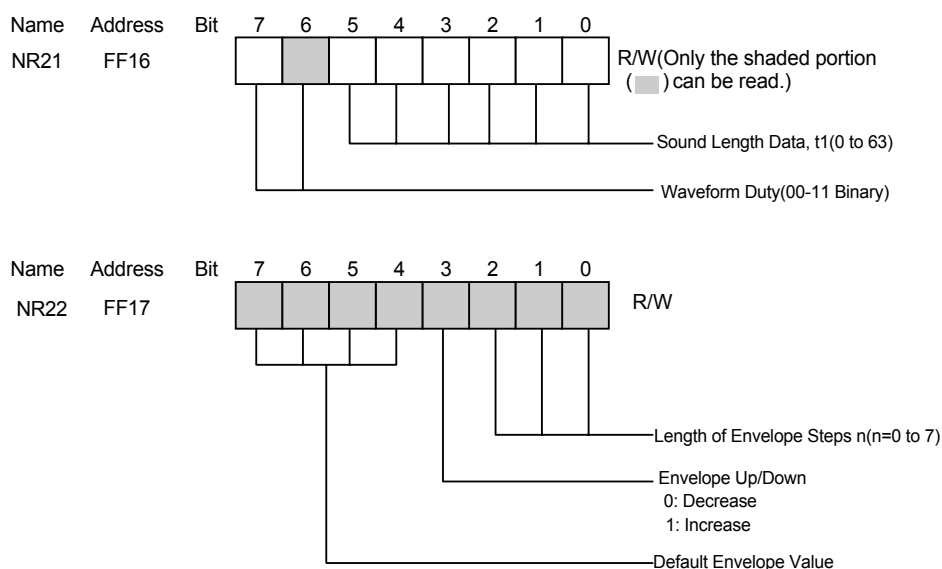 Name Address Bit 7 6 5 4 3 2 1 0
NR21 FF16 R/W(Only the shaded portion
( ) can be read.)
Sound Length Data, t1(0 to 63)
Waveform Duty(00-11 Binary)
Name Address Bit 7 6 5 4 3 2 1 0
NR22 FF17 R/W
Length of Envelope Steps n(n=0 to 7)
Envelope Up/Down
0: Decrease
1: Increase
Default Envelope Value